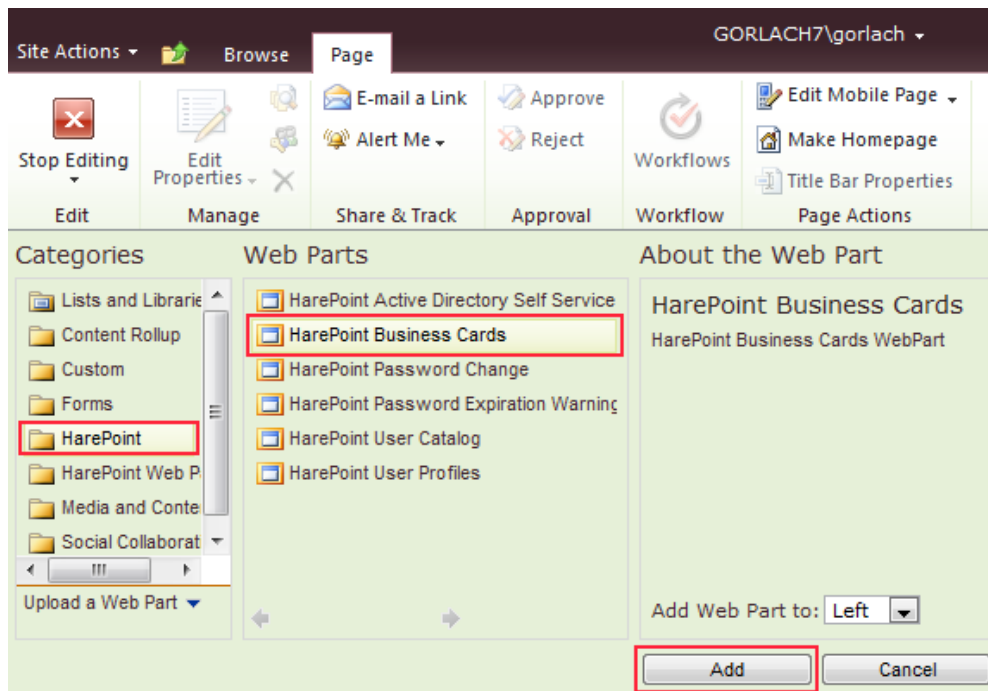 GORLACH7\gorlach
Site Actions
Browse
Page
Stop Editing
Edit
Edit Properties
Manage
E-mail a Link
Alert Me
Share & Track
Approve
Reject
Approval
Workflows
Workflow
Edit Mobile Page
Make Homepage
Title Bar Properties
Page Actions
Categories
Lists and Librarie
Content Rollup
Custom
Forms
HarePoint
HarePoint Web P
Media and Conte
Social Collaborat
Upload a Web Part
Web Parts
HarePoint Active Directory Self Service
HarePoint Business Cards
HarePoint Password Change
HarePoint Password Expiration Warning
HarePoint User Catalog
HarePoint User Profiles
About the Web Part
HarePoint Business Cards
HarePoint Business Cards WebPart
Add Web Part to: Left
Add
Cancel